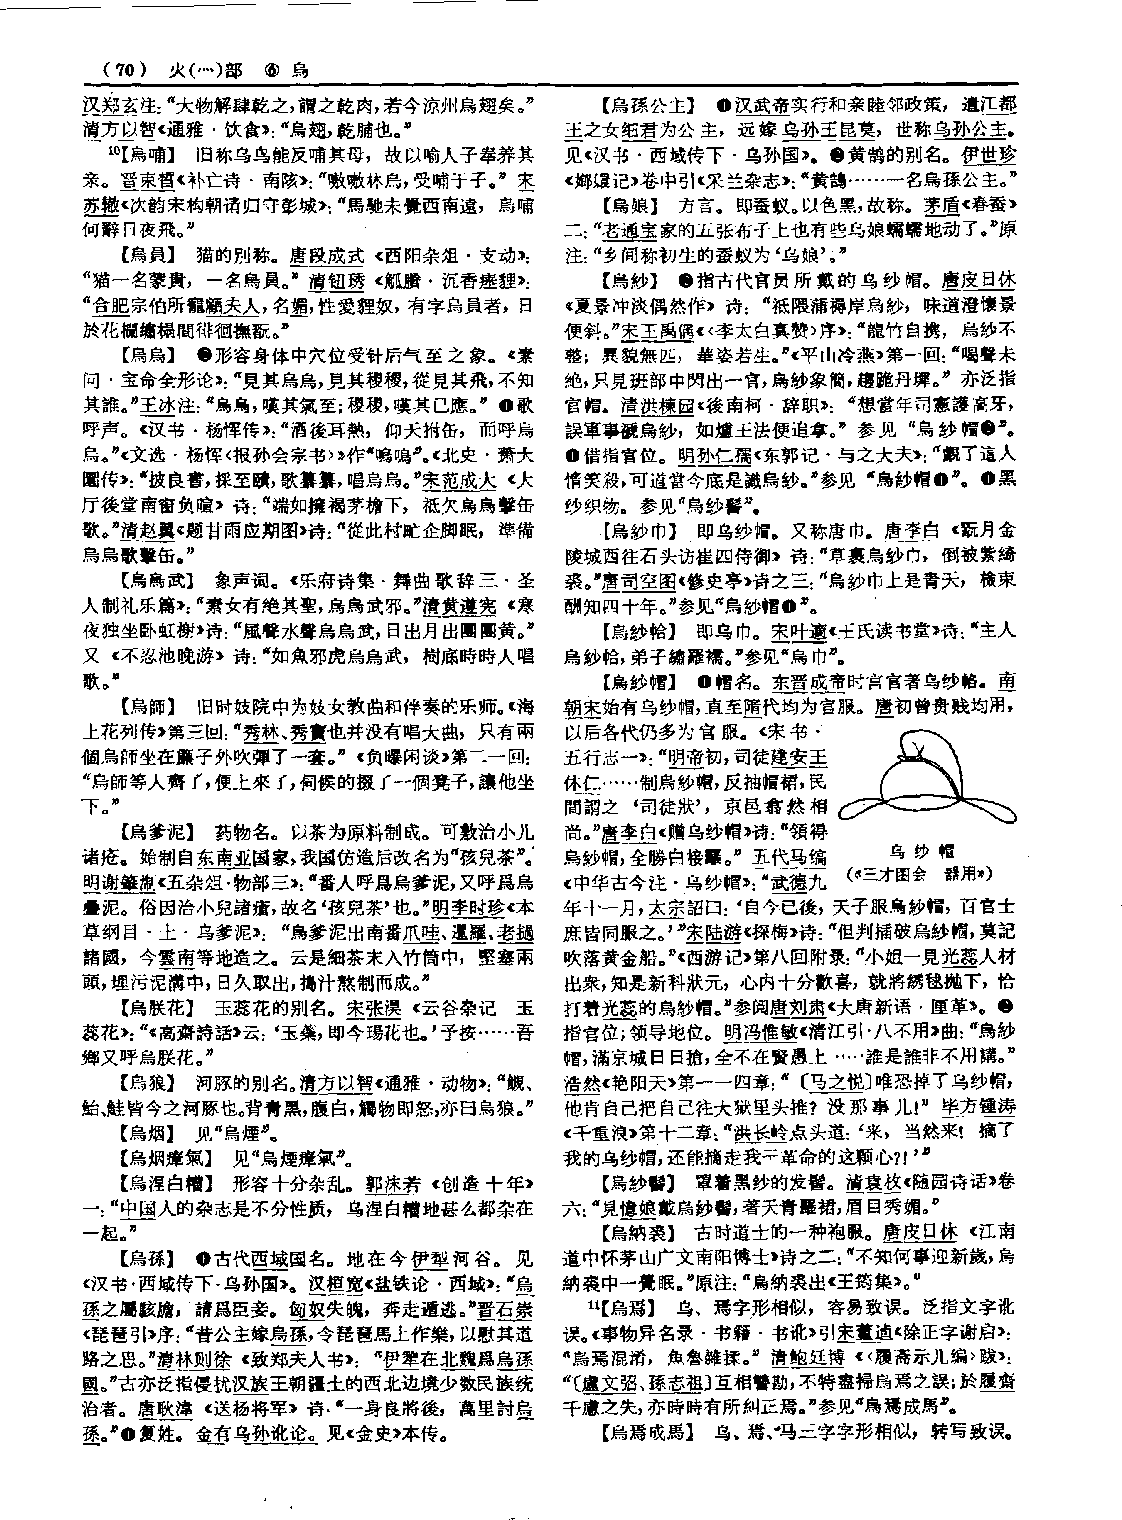 （70） 火（灬）部 ⑥ 烏
汉郑玄注：“大物解肆乾之，謂之乾肉，若今涼州烏翅矣。”
清方以智《通雅·饮食》：“烏翅，乾脯也。”
10【烏哺】 旧称乌鸟能反哺其母，故以喻人子奉养其
亲。晋束晳《补亡诗·南陔》：“嗷嗷林烏，受哺于子。” 宋
苏辙《次韵宋构朝请归守彭城》：“馬馳未覺西南遠，烏哺
何辭日夜飛。”
【烏員】 猫的别称。唐段成式《酉阳杂俎·支动》：
“猫一名蒙貴，一名烏員。” 清钮琇《觚賸·沉香瘗貍》：
“合肥宗伯所寵顧夫人，名媚，性愛貍奴，有字烏員者，日
於花欄繡榻間徘徊撫翫。”
【烏烏】 ❷形容身体中穴位受针后气至之象。《素
问·宝命全形论》：“見其烏烏，見其稷稷，從見其飛，不知
其誰。”王冰注：“烏烏，嘆其氣至；稷稷，嘆其已應。” ❶歌
呼声。《汉书·杨恽传》：“酒後耳熱，仰天拊缶，而呼烏
烏。”《文选·杨恽〈报孙会宗书〉》作“嗚嗚”。《北史·萧大
圜传》：“披良書，採至賾，歌纂纂，唱烏烏。”宋范成大《大
厅後堂南窗负暄》诗：“端如擁褐茅檐下，祗欠烏烏擊缶
歌。”清赵翼《题甘雨应期图》诗：“從此村氓企脚眠，準備
烏烏歌擊缶。”
【烏烏武】 象声词。《乐府诗集·舞曲歌辞三·圣
人制礼乐篇》：“素女有绝其聖，烏烏武邪。”清黄遵宪《寒
夜独坐卧虹榭》诗：“風聲水聲烏烏武，日出月出團團黄。”
又《不忍池晚游》诗：“如魚邪虎烏烏武，樹底時時人唱
歌。”
【烏師】 旧时妓院中为妓女教曲和伴奏的乐师。《海
上花列传》第三回：“秀林、秀寶也并没有唱大曲，只有兩
個烏師坐在簾子外吹彈了一套。”《负曝闲谈》第二一回：
“烏師等人齊了，便上來了，伺候的掇了一個凳子，讓他坐
下。”
【烏爹泥】 药物名。以茶为原料制成。可敷治小儿
诸疮。始制自东南亚国家，我国仿造后改名为“孩兒茶”。
明谢肇淛《五杂俎·物部三》：“番人呼爲烏爹泥，又呼爲烏
疊泥。俗因治小兒諸瘡，故名‘孩兒茶’也。”明李时珍《本
草纲目·土·乌爹泥》：“烏爹泥出南番爪哇、暹羅、老撾
諸國，今雲南等地造之。云是細茶末入竹筒中，堅塞兩
頭，埋污泥溝中，日久取出，搗汁熬制而成。”
【烏朕花】 玉蕊花的别名。宋张淏《云谷杂记 玉
蕊花》：“《高齋詩話》云：‘玉蘂，即今瑒花也。’予按……吾
鄉又呼烏朕花。”
【烏狼】 河豚的别名。清方以智《通雅·动物》：“鯢、
鮐、鮭皆今之河豚也。背青黑，腹白，觸物即怒，亦曰烏狼。”
【烏烟】 见“烏煙”。
【烏烟瘴氣】 见“烏煙瘴氣”。
【烏涅白糟】 形容十分杂乱。郭沫若《创造十年》
一：“中国人的杂志是不分性质，乌涅白糟地甚么都杂在
一起。”
【烏孫】 ❶古代西域国名。地在今伊犁河谷。见
《汉书·西域传下·乌孙国》。汉桓宽《盐铁论·西域》：“烏
孫之屬駭膽，請爲臣妾。匈奴失魄，奔走遁逃。”晋石崇
《琵琶引》序：“昔公主嫁烏孫，令琵琶馬上作樂，以慰其道
路之思。”清林则徐《致郑夫人书》：“伊犂在北魏爲烏孫
國。”古亦泛指侵扰汉族王朝疆土的西北边境少数民族统
治者。唐耿湋《送杨将军》诗：“一身良將後，萬里討烏
孫。”❶复姓。金有乌孙讹论。见《金史》本传。
【烏孫公主】 ❶汉武帝实行和亲睦邻政策，遣江都
王之女细君为公主，远嫁乌孙王昆莫，世称乌孙公主。
见《汉书·西域传下·乌孙国》。❷黄鹄的别名。伊世珍
《嫏嬛记》卷中引《采兰杂志》：“黄鵠……一名烏孫公主。”
【烏娘】 方言。即蚕蚁。以色黑，故称。茅盾《春蚕》
二：“老通宝家的五张布子上也有些乌娘蠕蠕地动了。”原
注：“乡间称初生的蚕蚁为‘乌娘’。”
【烏紗】 ❷指古代官员所戴的乌纱帽。唐皮日休
《夏景冲淡偶然作》诗：“祗隈蒲褥岸烏紗，味道澄懷景
便斜。”宋王禹偁《〈李太白真赞〉序》：“龍竹自携，烏紗不
整；異貌無匹，華姿若生。”《平山冷燕》第一回：“喝聲未
绝，只見班部中閃出一官，烏紗象簡，趨跪丹墀。” 亦泛指
官帽。清洪楝园《後南柯·辞职》：“想當年司憲護高牙，
誤軍事褫烏紗，如爐王法便追拿。” 参见“烏紗帽❷”。
❶借指官位。明孙仁孺《东郭记·与之大夫》：“覷了這人
情笑殺，可道當今底是識烏紗。”参见“烏紗帽❶”。❶黑
纱织物。参见“烏紗髻”。
【烏紗巾】 即乌纱帽。又称唐巾。唐李白《翫月金
陵城西往石头访崔四侍御》诗：“草裹烏紗巾，倒被紫綺
裘。”唐司空图《修史亭》诗之三：“烏紗巾上是青天，檢束
酬知四十年。”参见“烏紗帽❶”。
【烏紗帢】 即乌巾。宋叶適《王氏读书堂》诗：“主人
烏紗帢，弟子繡羅襦。”参见“烏巾”。
【烏紗帽】 ❶帽名。东晋成帝时宫官著乌纱帢。南
朝宋始有乌纱帽，直至隋代均为官服。唐初曾贵贱均用，
以后各代仍多为官服。《宋书·
五行志一》：“明帝初，司徒建安王
休仁……制烏紗帽，反抽帽裙，民
間謂之‘司徒狀’，京邑翕然相
尚。”唐李白《赠乌纱帽》诗：“領得
烏紗帽，全勝白接䍦。”五代马缟
《中华古今注·乌纱帽》：“武德九
乌纱帽
（《三才图会 器用》）
年十一月，太宗詔曰：‘自今已後，天子服烏紗帽，百官士
庶皆同服之。’”宋陆游《探梅》诗：“但判插破烏紗帽，莫記
吹落黄金船。”《西游记》第八回附录：“小姐一見光蕊人材
出衆，知是新科狀元，心内十分歡喜，就將綉毬拋下，恰
打着光蕊的烏紗帽。”参阅唐刘肃《大唐新语·厘革》。❷
指官位；领导地位。明冯惟敏《清江引·八不用》曲：“烏紗
帽，滿京城日日搶，全不在賢愚上……誰是誰非不用講。”
浩然《艳阳天》第一一四章：“〔马之悦〕唯恐掉了乌纱帽，
他肯自己把自己往大狱里头推？没那事儿！”毕方锺涛
《千重浪》第十二章：“洪长岭点头道：‘来，当然来！摘了
我的乌纱帽，还能摘走我干革命的这颗心？！’”
【烏紗髻】 罩着黑纱的发髻。清袁枚《随园诗话》卷
六：“見憶娘戴烏紗髻，著天青羅裙，眉目秀媚。”
【烏納裘】 古时道士的一种袍服。唐皮日休《江南
道中怀茅山广文南阳博士》诗之二：“不知何事迎新歲，烏
納裘中一覺眠。”原注：“烏納裘出《王筠集》。”
11【烏焉】 乌、焉字形相似，容易致误。泛指文字讹
误。《事物异名录·书籍·书讹》引宋董逌《除正字谢启》：
“烏焉混淆，魚魯雜揉。” 清鲍廷博《〈履斋示儿编〉跋》：
“〔盧文弨、孫志祖〕互相讐勘，不特盡掃烏焉之誤；於履齋
千慮之失，亦時時有所糾正焉。”参见“烏焉成馬”。
【烏焉成馬】 乌、焉、马三字字形相似，转写致误。